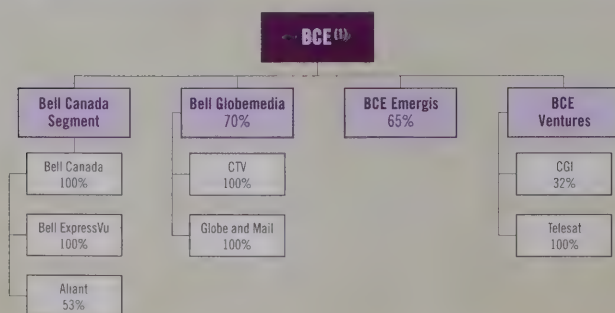 BCE (1)
Bell Canada
Segment
Bell Globemedia
70%
BCE Emergis
65%
BCE
Ventures
Bell Canada
100%
CTV
100%
CGI
32%
Bell ExpressVu
100%
Globe and Mail
100%
Telesat
100%
Aliant
53%